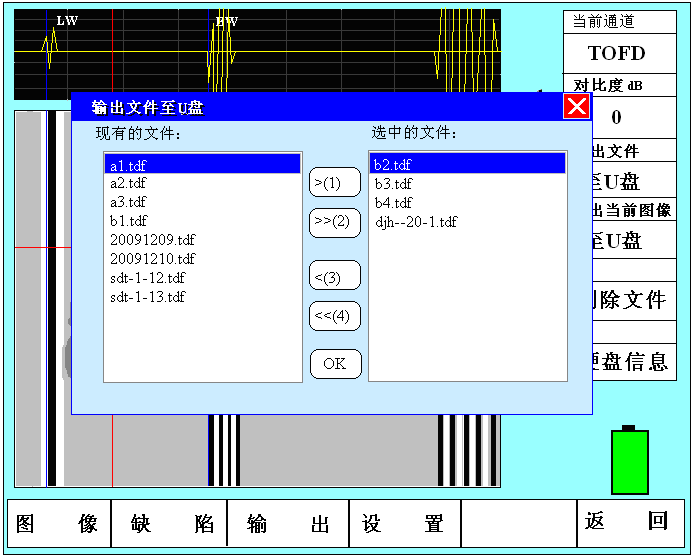 LW
BW
当前通道
TOFD
对比度 dB
0
出文件
至U盘
出当前图像
至U盘
除文件
盘信息
输出文件至U盘
现有的文件:
选中的文件:
a1.tdf
a2.tdf
a3.tdf
b1.tdf
20091209.tdf
20091210.tdf
sdt-1-12.tdf
sdt-1-13.tdf
>(1)
>>(2)
<(3)
<<(4)
OK
b2.tdf
b3.tdf
b4.tdf
djh--20-1.tdf
图 像
缺 陷
输 出
设 置
返 回